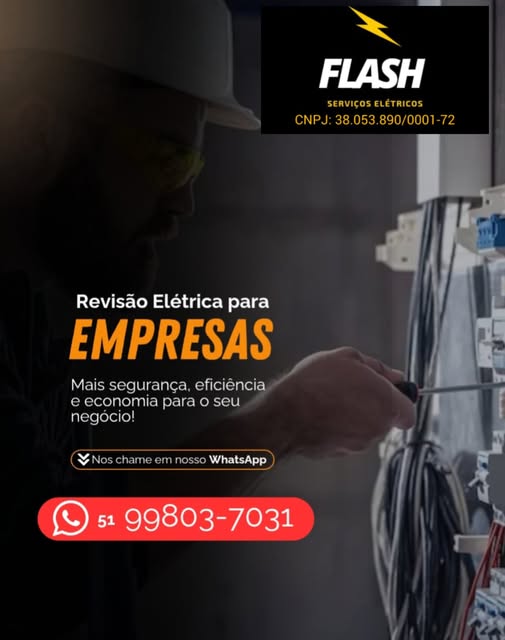 FLASH
SERVIÇOS ELÉTRICOS
CNPJ: 38.053.890/0001-72
Revisão Elétrica para
EMPRESAS
Mais segurança, eficiência
e economia para o seu
negócio!
Nos chame em nosso WhatsApp
51 99803-7031